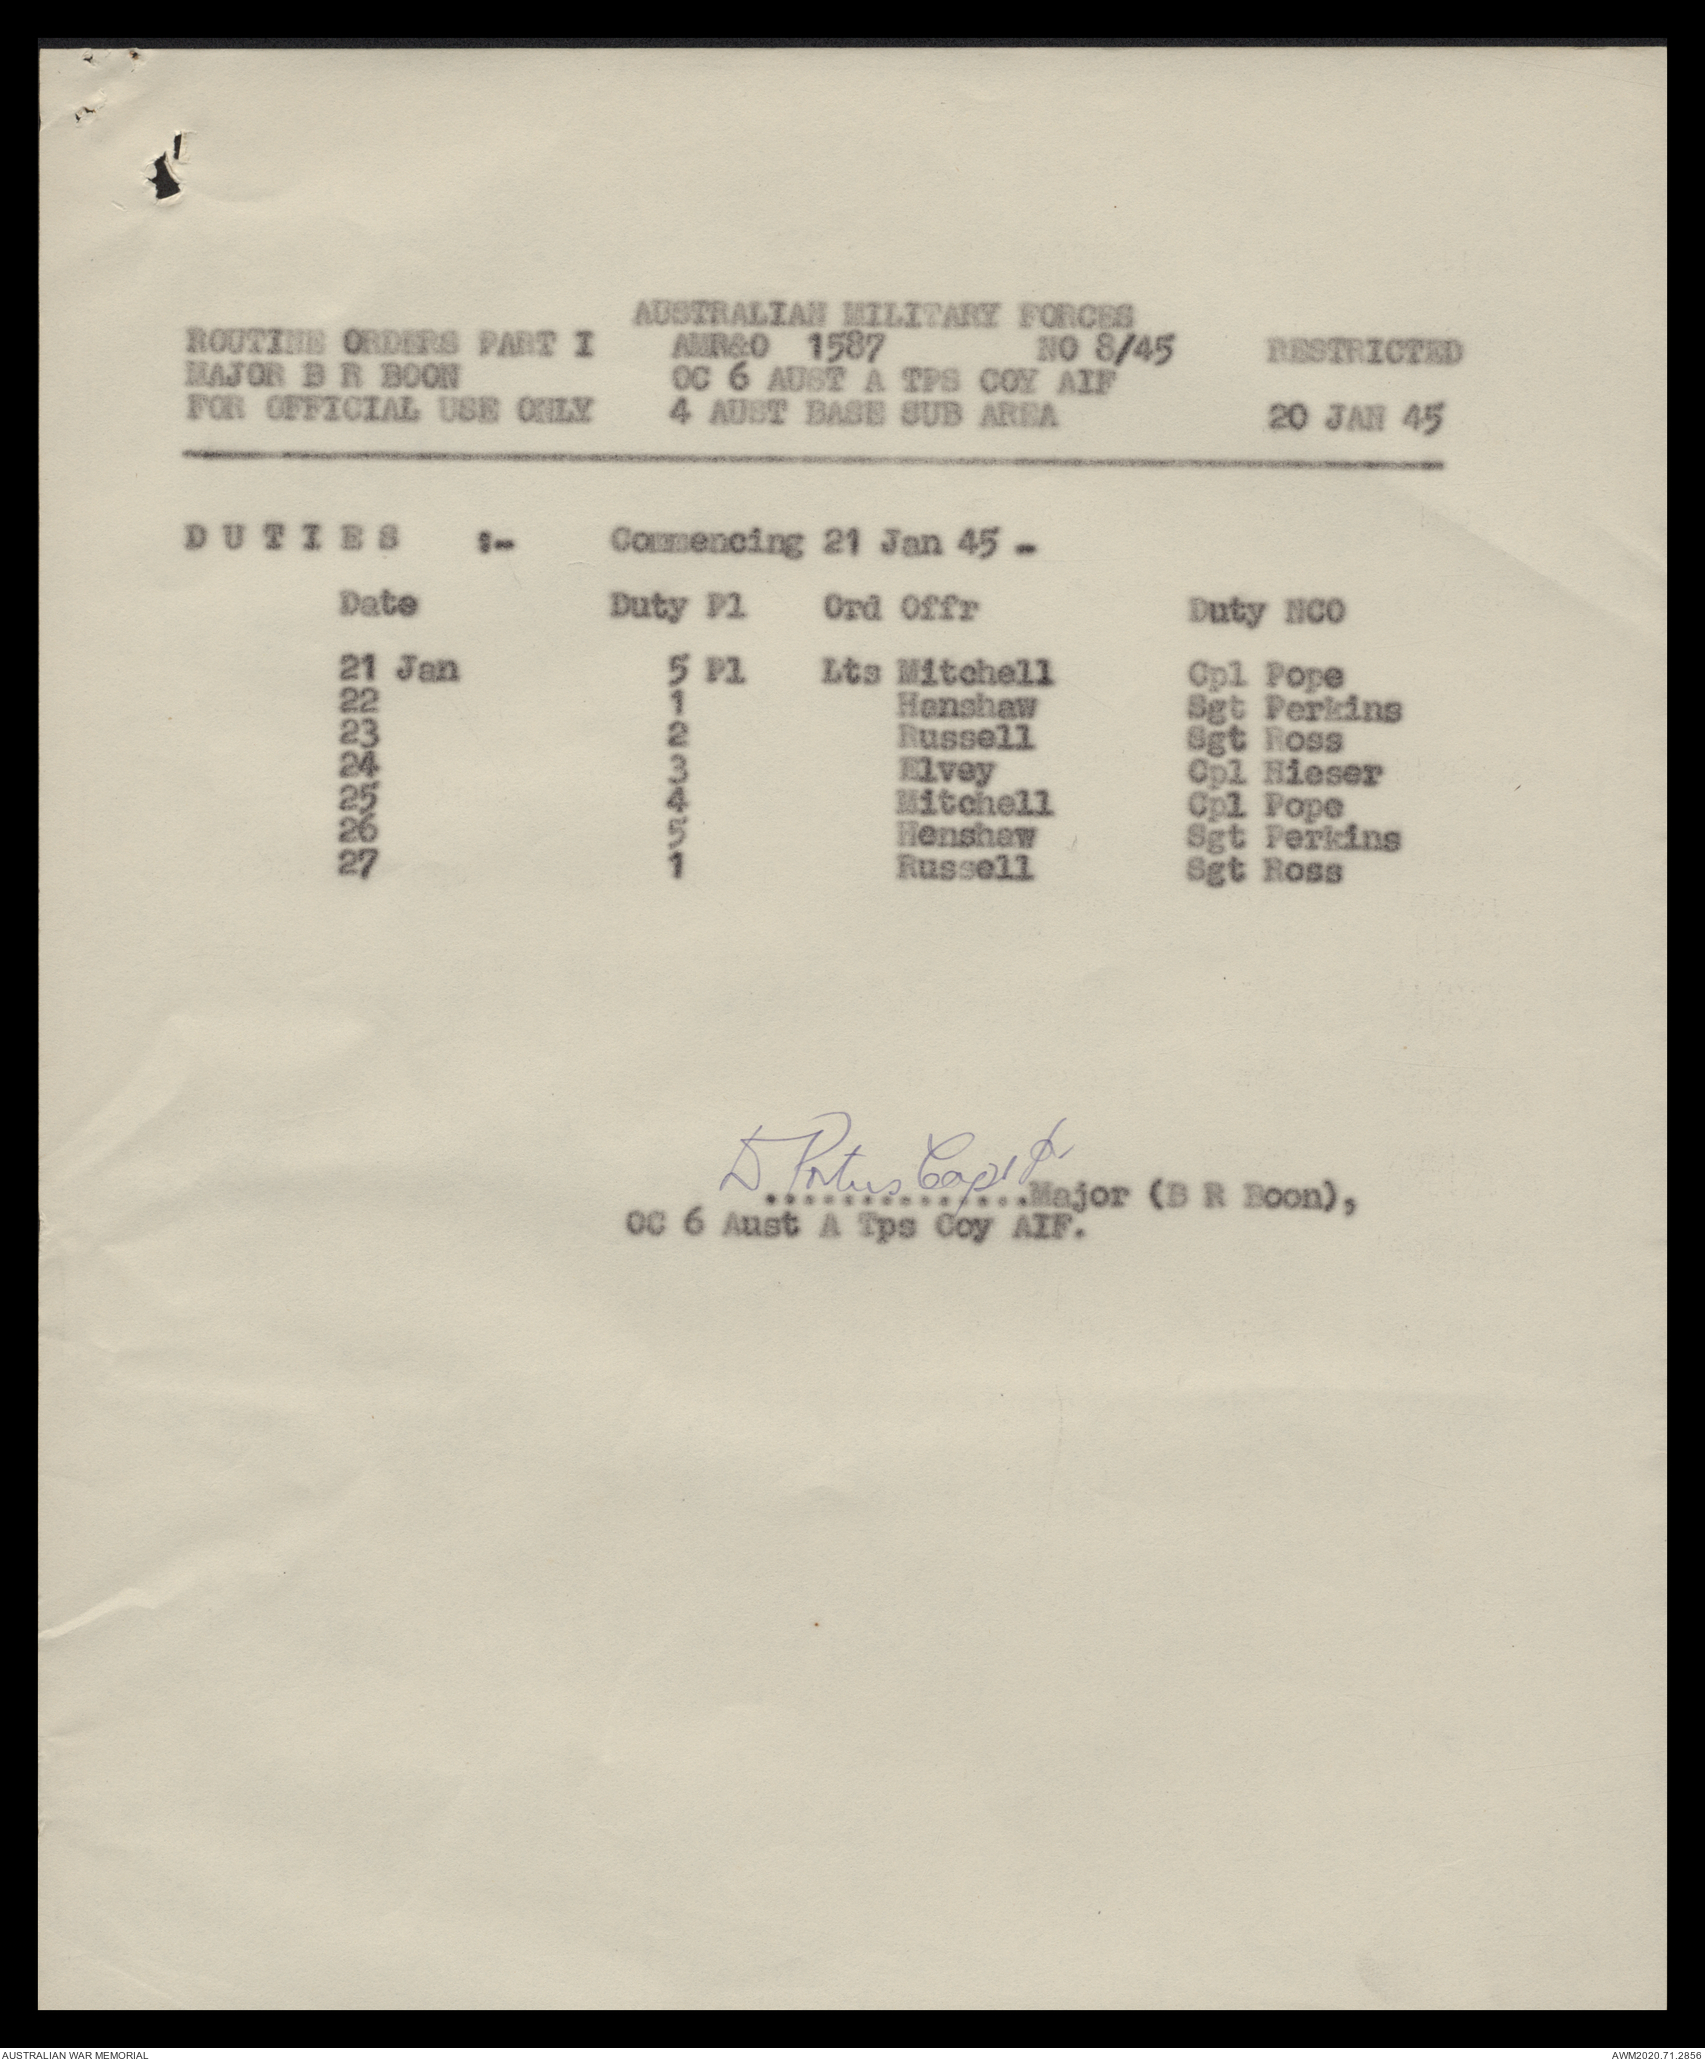 AUSTRALIAN MILITARY FORCES
ROUTINE ORDERS PART I AMR&O 1587 NO 8/45 RESTRICTED
MAJOR B R BOON OC 6 AUST A TPS COY AIF
FOR OFFICIAL USE ONLY 4 AUST BASE SUB AREA 20 JAN 45
D U T I E S :- Commencing 21 Jan 45 -
Date Duty Pl Ord Offr Duty NCO
21 Jan 5 Pl Lts Mitchell Cpl Pope
22 1 Henshaw Sgt Perkins
23 2 Russell Sgt Ross
24 3 Elvey Cpl Hieser
25 4 Mitchell Cpl Pope
26 5 Henshaw Sgt Perkins
27 1 Russell Sgt Ross
D Portus Capt
..............Major (B R Boon),
OC 6 Aust A Tps Coy AIF.
AUSTRALIAN WAR MEMORIAL AWM2020.71.2856